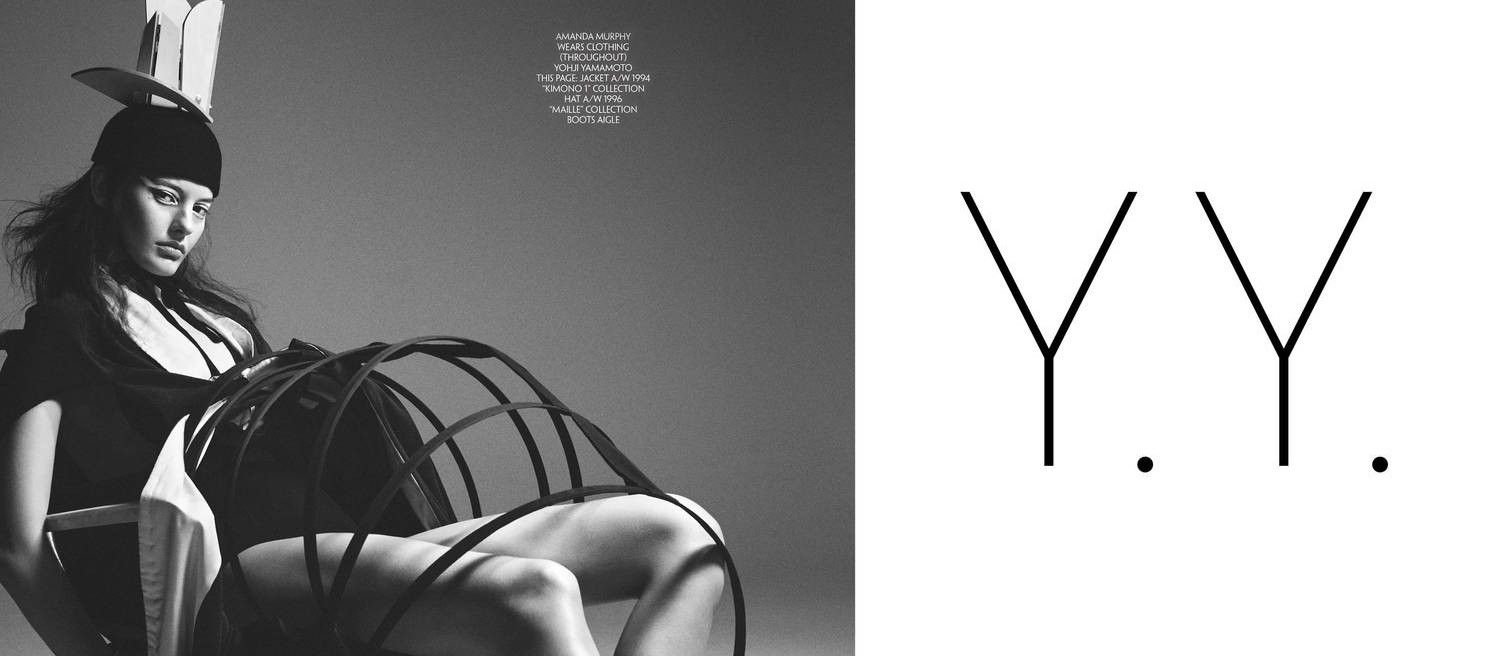 AMANDA MURPHY
WEARS CLOTHING
(THROUGHOUT)
YOHJI YAMAMOTO
THIS PAGE: JACKET A/W 1994
"KIMONO 1" COLLECTION
HAT A/W 1996
"MAILLE" COLLECTION
BOOTS AIGLE
Y.Y.